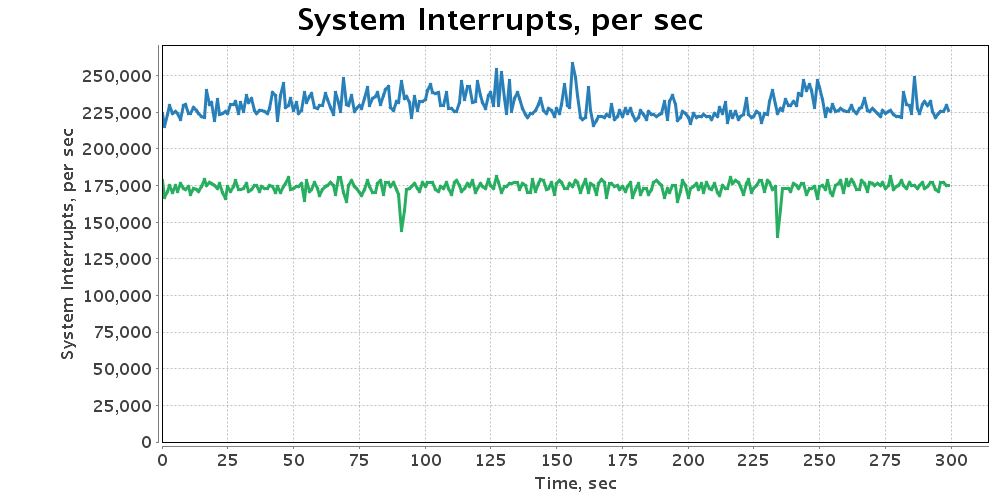 System Interrupts, per sec
250,000
225,000
200,000
175,000
150,000
125,000
100,000
75,000
50,000
25,000
0
System Interrupts, per sec
0 25 50 75 100 125 150 175 200 225 250 275 300
Time, sec